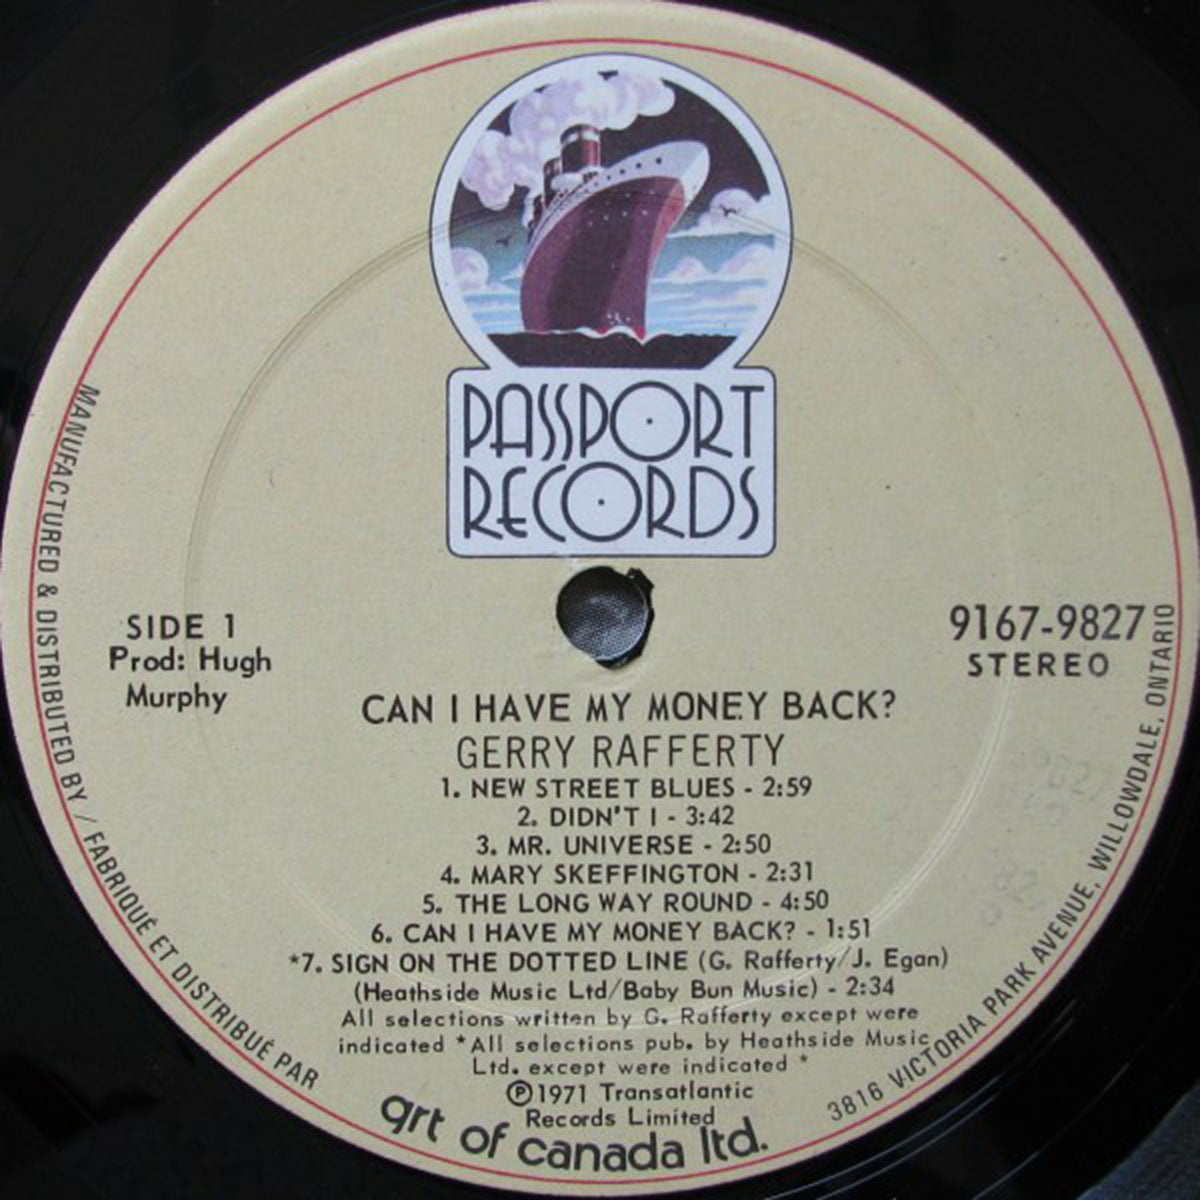 PASSPORT
RECORDS
SIDE 1
Prod: Hugh
Murphy
9167-9827
STEREO
CAN I HAVE MY MONEY BACK?
GERRY RAFFERTY
1. NEW STREET BLUES - 2:59
2. DIDN'T I - 3:42
3. MR. UNIVERSE - 2:50
4. MARY SKEFFINGTON - 2:31
5. THE LONG WAY ROUND - 4:50
6. CAN I HAVE MY MONEY BACK? - 1:51
*7. SIGN ON THE DOTTED LINE (G. Rafferty/J. Egan)
(Heathside Music Ltd/Baby Bun Music) - 2:34
All selections written by G. Rafferty except were
indicated *All selections pub. by Heathside Music
Ltd. except were indicated *
Ⓟ1971 Transatlantic
Records Limited
MANUFACTURED & DISTRIBUTED BY / FABRIQUÉ ET DISTRIBUÉ PAR
qrt of canada ltd.
3816 VICTORIA PARK AVENUE, WILLOWDALE, ONTARIO